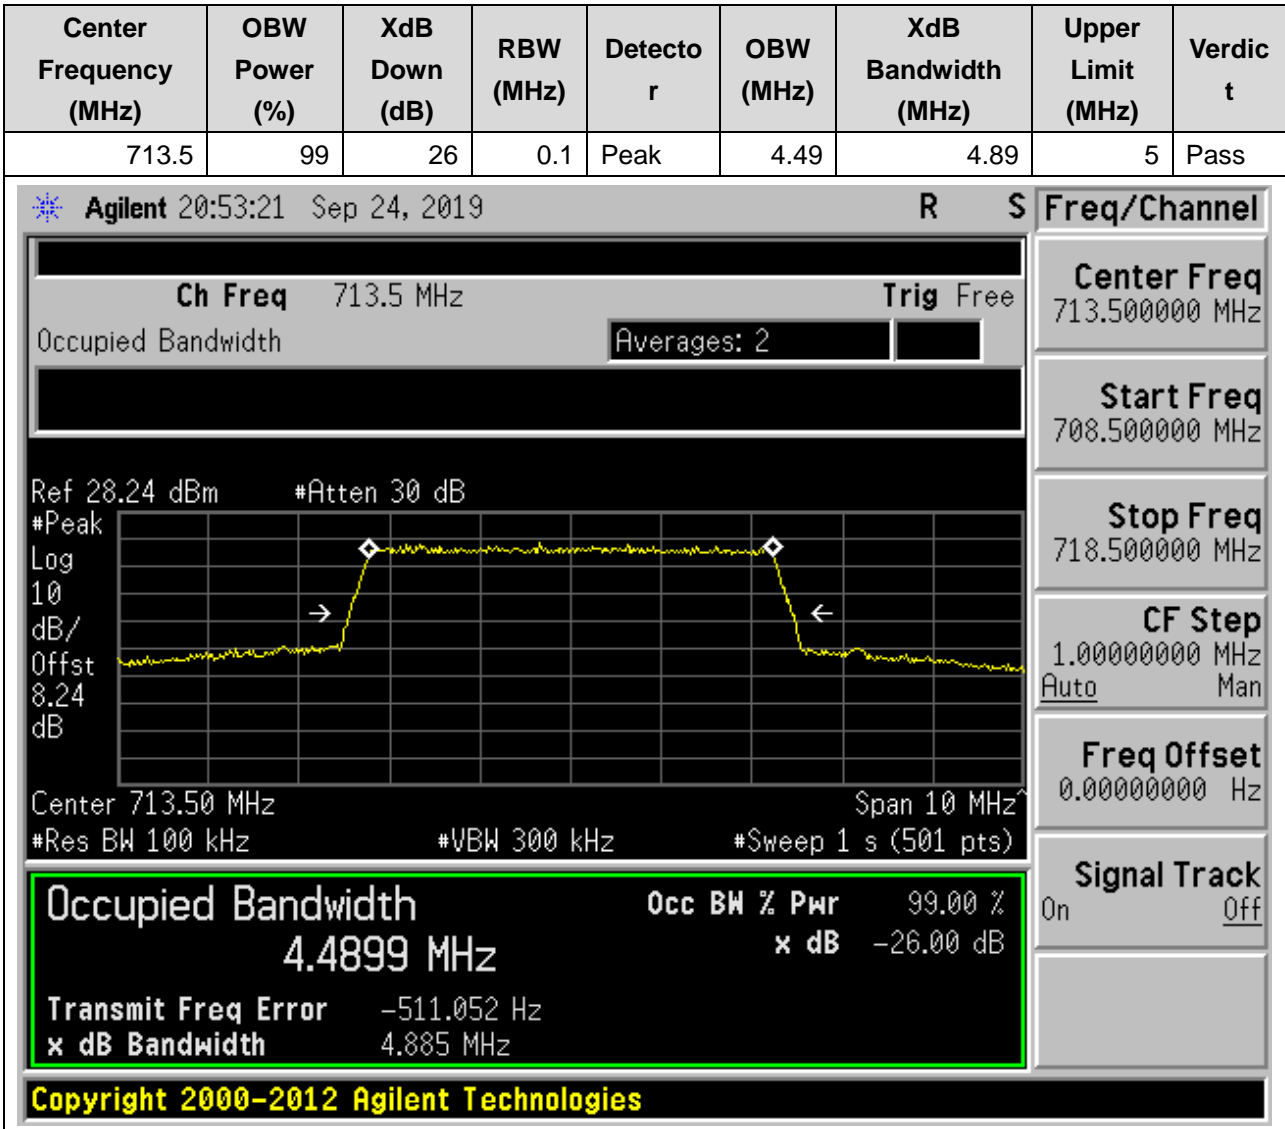 Center Frequency (MHz) OBW Power (%) XdB Down (dB) RBW (MHz) Detecto r OBW (MHz) XdB Bandwidth (MHz) Upper Limit (MHz) Verdic t
713.5 99 26 0.1 Peak 4.49 4.89 5 Pass
Agilent 20:53:21 Sep 24, 2019 R S
Ch Freq 713.5 MHz Trig Free
Occupied Bandwidth Averages: 2
Ref 28.24 dBm #Atten 30 dB
#Peak
Log
10
dB/
Offst
8.24
dB
Center 713.50 MHz Span 10 MHz^
#Res BW 100 kHz #VBW 300 kHz #Sweep 1 s (501 pts)
Occupied Bandwidth Occ BW % Pwr 99.00 %
4.4899 MHz x dB -26.00 dB
Transmit Freq Error -511.052 Hz
x dB Bandwidth 4.885 MHz
Copyright 2000-2012 Agilent Technologies
Freq/Channel
Center Freq
713.500000 MHz
Start Freq
708.500000 MHz
Stop Freq
718.500000 MHz
CF Step
1.00000000 MHz
Auto Man
Freq Offset
0.00000000 Hz
Signal Track
On Off